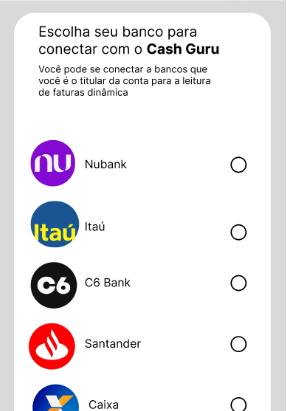 Escolha seu banco para
conectar com o Cash Guru
Você pode se conectar a bancos que
você é o titular da conta para a leitura
de faturas dinâmica
nu Nubank
Itaú Itaú
C6 C6 Bank
Santander
Caixa